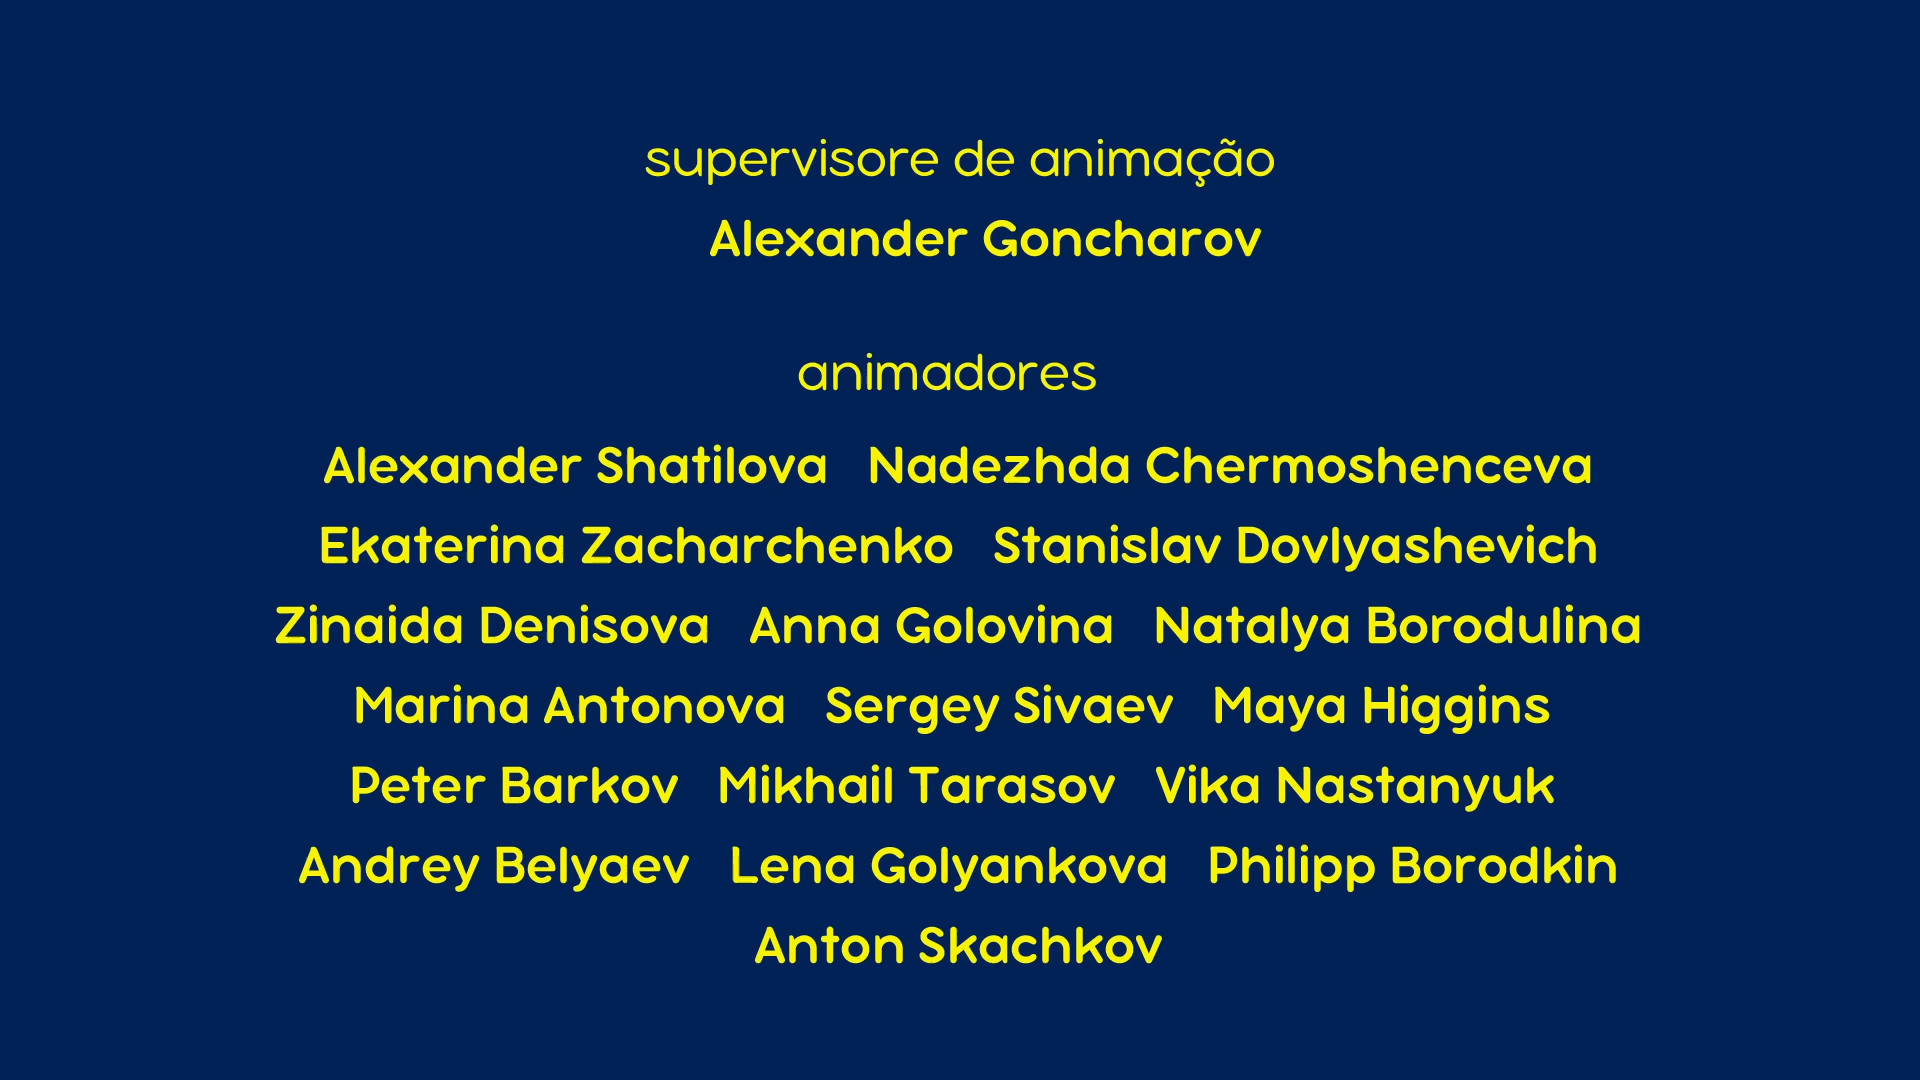 supervisore de animação
Alexander Goncharov
animadores
Alexander Shatilova Nadezhda Chermoshenceva
Ekaterina Zacharchenko Stanislav Dovlyashevich
Zinaida Denisova Anna Golovina Natalya Borodulina
Marina Antonova Sergey Sivaev Maya Higgins
Peter Barkov Mikhail Tarasov Vika Nastanyuk
Andrey Belyaev Lena Golyankova Philipp Borodkin
Anton Skachkov